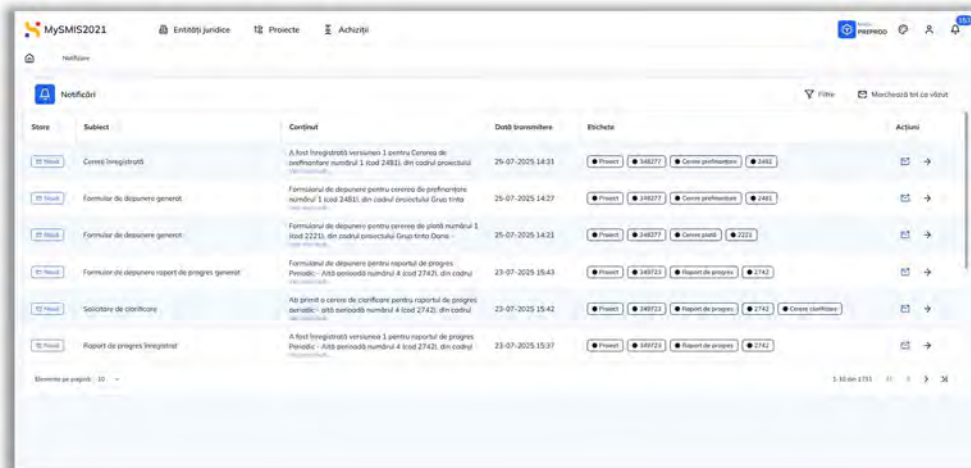 MySMIS2021 Entități juridice Proiecte Achiziții PREPROD
Notificare
Notificări Filtre Marchează tot ca văzut
Stare Subiect Conținut Dată transmitere Etichete Acțiuni
Nouă Cerere înregistrată A fost înregistrată versiunea 1 pentru Cererea de
prefinanțare numărul 1 (cod 2481), din cadrul proiectului 25-07-2025 14:31 Proiect 348277 Cerere prefinanțare 2481
Nouă Formular de depunere generat Formularul de depunere pentru cererea de prefinanțare
numărul 1 (cod 2481), din cadrul proiectului Grup tinta 25-07-2025 14:27 Proiect 348277 Cerere prefinanțare 2481
Nouă Formular de depunere generat Formularul de depunere pentru cererea de plată numărul 1
(cod 2221), din cadrul proiectului Grup tinta Oana - 25-07-2025 14:21 Proiect 348277 Cerere plată 2221
Nouă Formular de depunere raport de progres generat Formularul de depunere pentru raportul de progres
Periodic - Altă perioadă numărul 4 (cod 2742), din cadrul 23-07-2025 15:43 Proiect 349723 Raport de progres 2742
Nouă Solicitare de clarificare Ați primit o cerere de clarificare pentru raportul de progres
periodic - altă perioadă numărul 4 (cod 2742), din cadrul 23-07-2025 15:42 Proiect 349723 Raport de progres 2742 Cerere clarificare
Nouă Raport de progres înregistrat A fost înregistrată versiunea 1 pentru raportul de progres
Periodic - Altă perioadă numărul 4 (cod 2742), din cadrul 23-07-2025 15:37 Proiect 349723 Raport de progres 2742
Elemente pe pagină: 10 1-10 din 1731